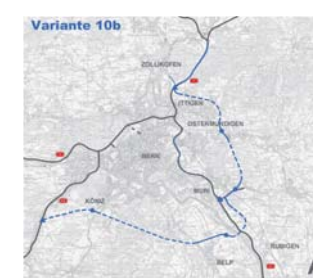 Variante 10b
ZOLLIKOFEN
ITTIGEN
OSTERMUNDIGEN
BERN
MURI
KÖNIZ
RUBIGEN
BELP